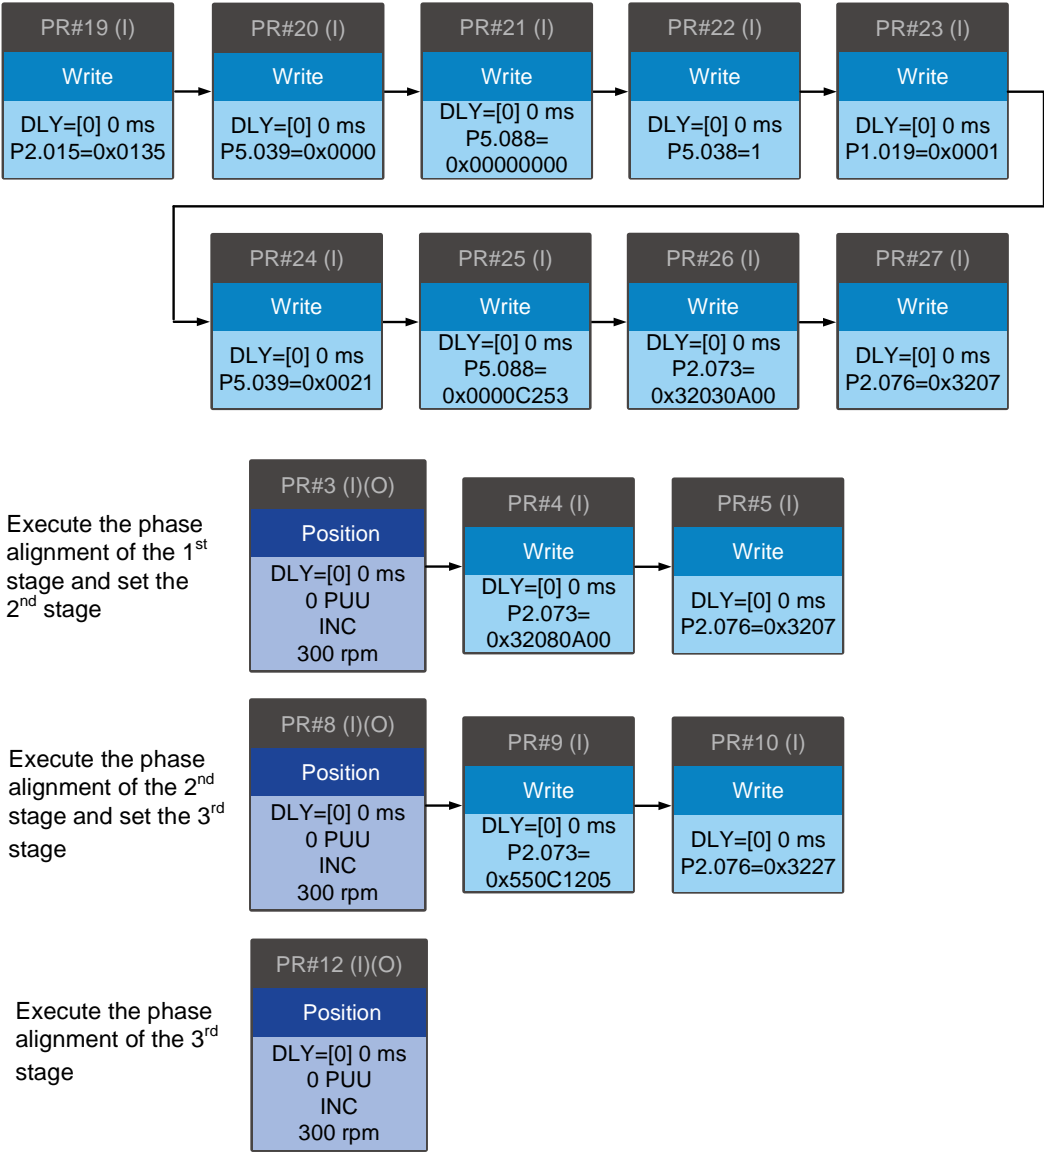 PR#19 (I)
Write
DLY=[0] 0 ms
P2.015=0x0135
PR#20 (I)
Write
DLY=[0] 0 ms
P5.039=0x0000
PR#21 (I)
Write
DLY=[0] 0 ms
P5.088=
0x00000000
PR#22 (I)
Write
DLY=[0] 0 ms
P5.038=1
PR#23 (I)
Write
DLY=[0] 0 ms
P1.019=0x0001
PR#24 (I)
Write
DLY=[0] 0 ms
P5.039=0x0021
PR#25 (I)
Write
DLY=[0] 0 ms
P5.088=
0x0000C253
PR#26 (I)
Write
DLY=[0] 0 ms
P2.073=
0x32030A00
PR#27 (I)
Write
DLY=[0] 0 ms
P2.076=0x3207
Execute the phase
alignment of the 1st
stage and set the
2nd stage
PR#3 (I)(O)
Position
DLY=[0] 0 ms
0 PUU
INC
300 rpm
PR#4 (I)
Write
DLY=[0] 0 ms
P2.073=
0x32080A00
PR#5 (I)
Write
DLY=[0] 0 ms
P2.076=0x3207
Execute the phase
alignment of the 2nd
stage and set the 3rd
stage
PR#8 (I)(O)
Position
DLY=[0] 0 ms
0 PUU
INC
300 rpm
PR#9 (I)
Write
DLY=[0] 0 ms
P2.073=
0x550C1205
PR#10 (I)
Write
DLY=[0] 0 ms
P2.076=0x3227
Execute the phase
alignment of the 3rd
stage
PR#12 (I)(O)
Position
DLY=[0] 0 ms
0 PUU
INC
300 rpm